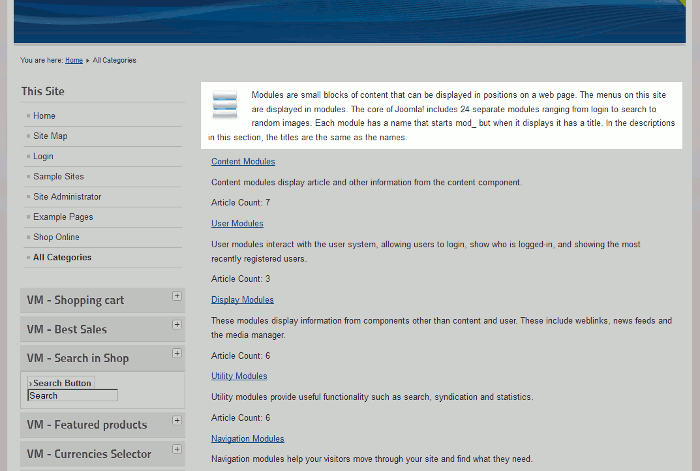 You are here: Home All Categories
This Site
Home
Site Map
Login
Sample Sites
Site Administrator
Example Pages
Shop Online
All Categories
VM - Shopping cart
VM - Best Sales
VM - Search in Shop
Search Button
Search
VM - Featured products
VM - Currencies Selector
Modules are small blocks of content that can be displayed in positions on a web page. The menus on this site
are displayed in modules. The core of Joomla! includes 24 separate modules ranging from login to search to
random images. Each module has a name that starts mod_ but when it displays it has a title. In the descriptions
in this section, the titles are the same as the names.
Content Modules
Content modules display article and other information from the content component.
Article Count: 7
User Modules
User modules interact with the user system, allowing users to login, show who is logged-in, and showing the most
recently registered users.
Article Count: 3
Display Modules
These modules display information from components other than content and user. These include weblinks, news feeds and
the media manager.
Article Count: 6
Utility Modules
Utility modules provide useful functionality such as search, syndication and statistics.
Article Count: 6
Navigation Modules
Navigation modules help your visitors move through your site and find what they need.